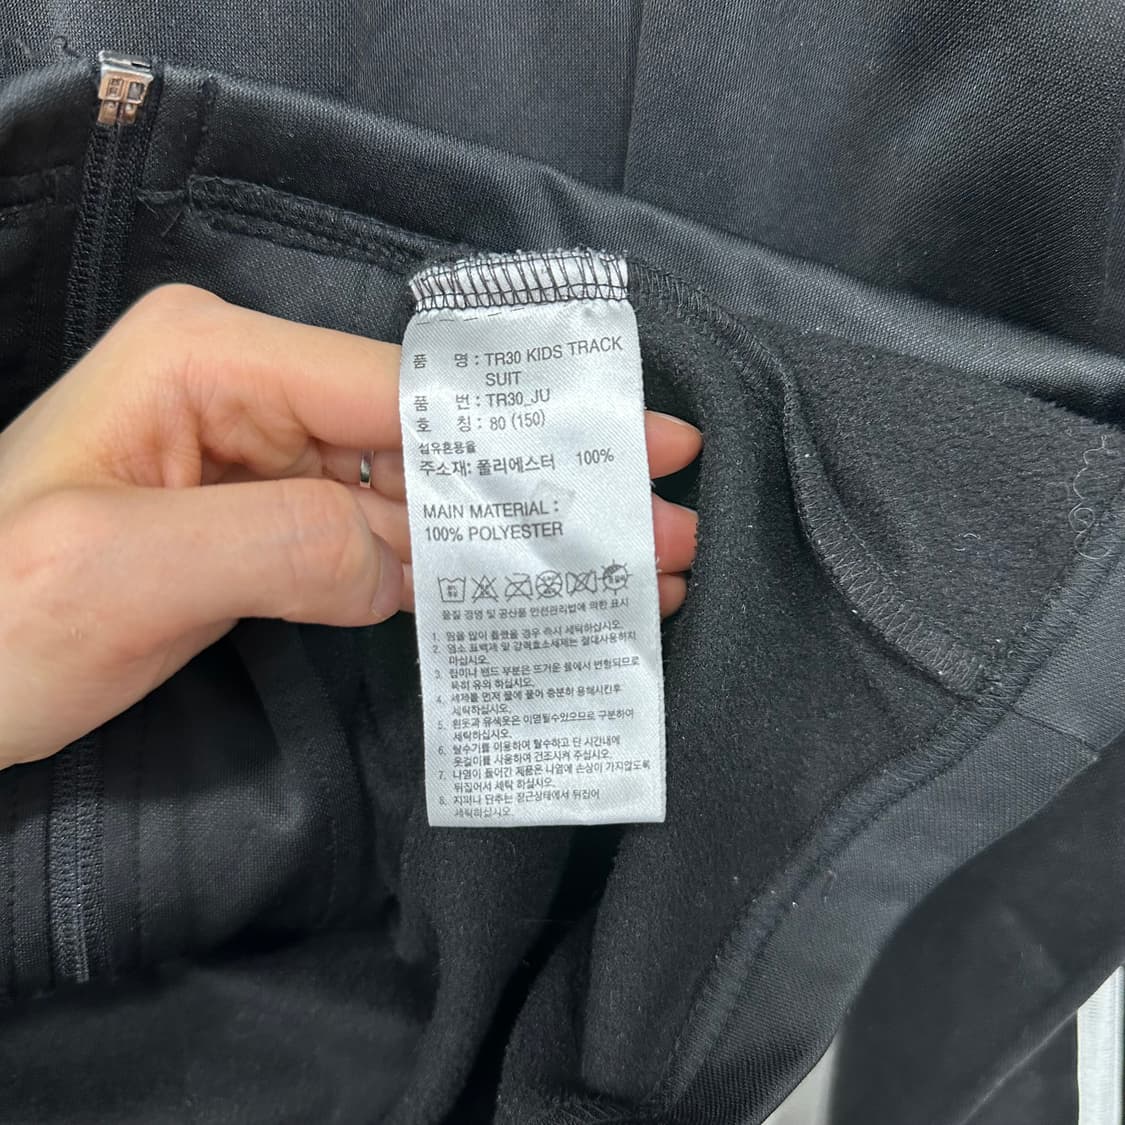 품 명 : TR30 KIDS TRACK
SUIT
품 번 : TR30_JU
호 칭 : 80 (150)
섬유혼용율
주소재: 폴리에스터 100%
MAIN MATERIAL :
100% POLYESTER
품질 경영 및 공산품 안전관리법에 의한 표시
1. 땀을 많이 흘렸을 경우 즉시 세탁하십시오.
2. 염소 표백제 및 강력효소세제는 절대사용하지
마십시오.
3. 립이나 밴드 부분은 뜨거운 물에서 변형되므로
특히 유의 하십시오.
4. 세제를 먼저 물에 풀어 충분히 용해시킨후
세탁하십시오.
5. 흰옷과 유색옷은 이염될수있으므로 구분하여
세탁하십시오.
6. 탈수기를 이용하여 탈수하고 단 시간내에
옷걸이를 사용하여 건조시켜 주십시오.
7. 나염이 들어간 제품은 나염에 손상이 가지않도록
뒤집어서 세탁 하십시오.
8. 지퍼나 단추는 잠근상태에서 뒤집어
세탁하십시오.